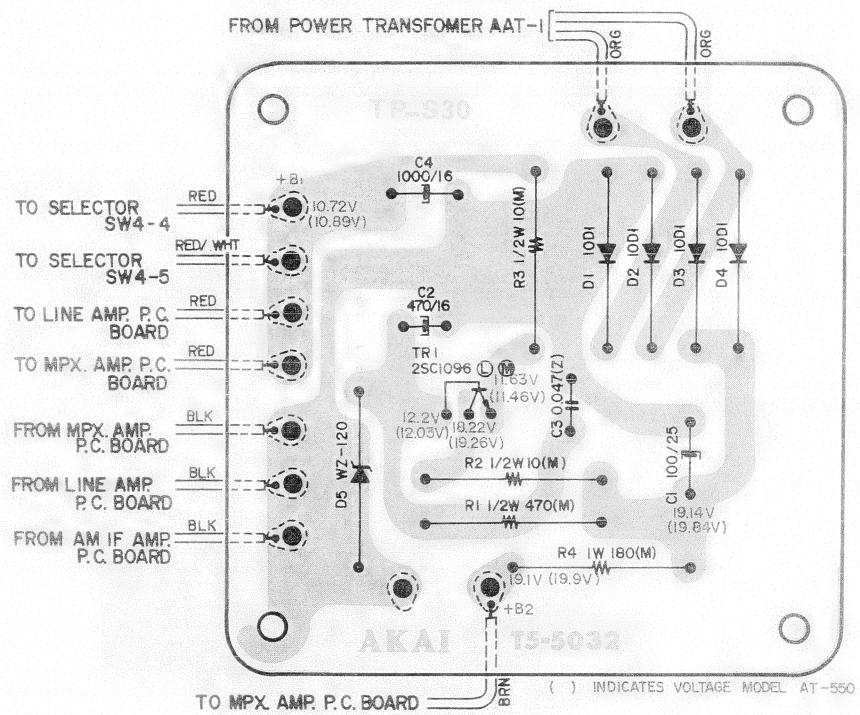 FROM POWER TRANSFOMER AAT-1
ORG
ORG
TP-S30
+B1
10.72V
(10.89V)
C4
1000/16
RED
TO SELECTOR
SW4-4
RED/WHT
TO SELECTOR
SW4-5
RED
TO LINE AMP. P.C.
BOARD
RED
TO MPX. AMP. P.C.
BOARD
BLK
FROM MPX. AMP.
P.C. BOARD
BLK
FROM LINE AMP
P.C. BOARD
BLK
FROM AM IF AMP.
P.C. BOARD
R3 1/2W 10(M)
D1 10D1
D2 10D1
D3 10D1
D4 10D1
C2
470/16
TR1
2SC1096 L M
11.63V
(11.46V)
12.2V
(12.03V)
18.22V
(19.26V)
C3 0.047(Z)
D5 WZ-120
R2 1/2W 10(M)
R1 1/2W 470(M)
C1 100/25
19.14V
(19.84V)
R4 1W 180(M)
19.1V (19.9V)
+B2
AKAI T5-5032
BRN
TO MPX. AMP. P.C. BOARD
( ) INDICATES VOLTAGE MODEL AT-550